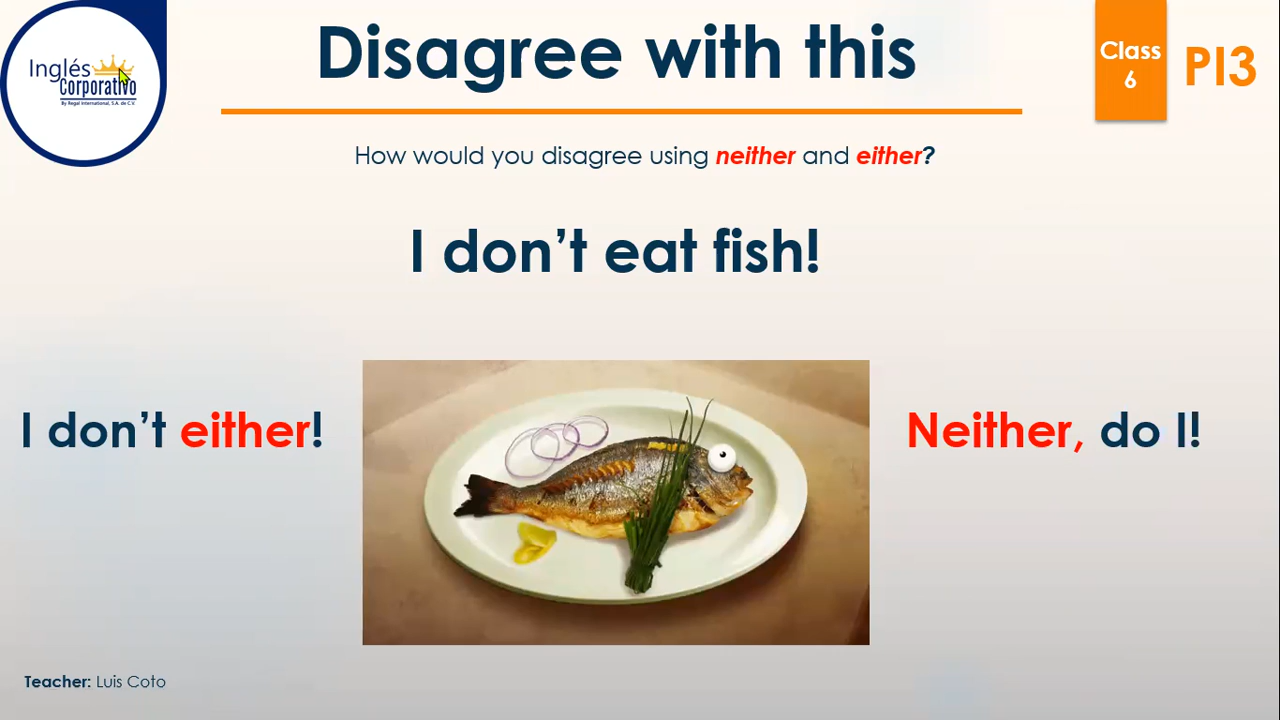 Inglés
Corporativo
By Regal International, S.A. de C.V.
Disagree with this
Class
6
PI3
How would you disagree using neither and either?
I don’t eat fish!
I don’t either!
Neither, do I!
Teacher: Luis Coto